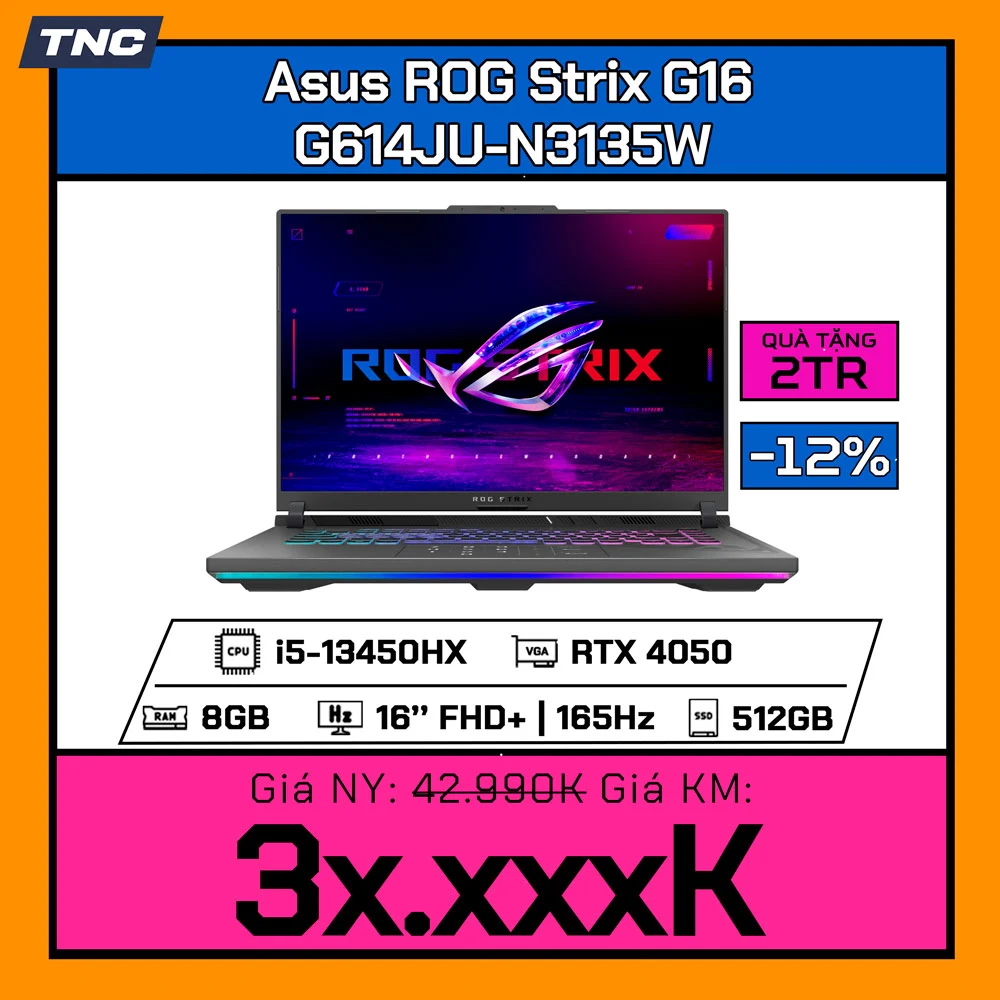 TNC
Asus ROG Strix G16
G614JU-N3135W
ROG STRIX
QUÀ TẶNG
2TR
-12%
ROG STRIX
CPU i5-13450HX VGA RTX 4050
RAM 8GB Hz 16’’ FHD+ | 165Hz SSD 512GB
Giá NY: 42.990K Giá KM:
3x.xxxK